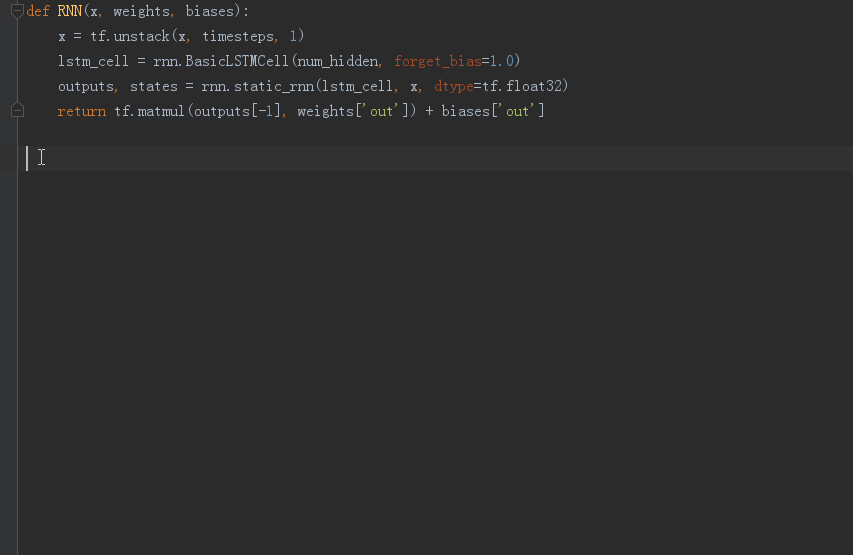 def RNN(x, weights, biases):
    x = tf.unstack(x, timesteps, 1)
    lstm_cell = rnn.BasicLSTMCell(num_hidden, forget_bias=1.0)
    outputs, states = rnn.static_rnn(lstm_cell, x, dtype=tf.float32)
    return tf.matmul(outputs[-1], weights['out']) + biases['out']